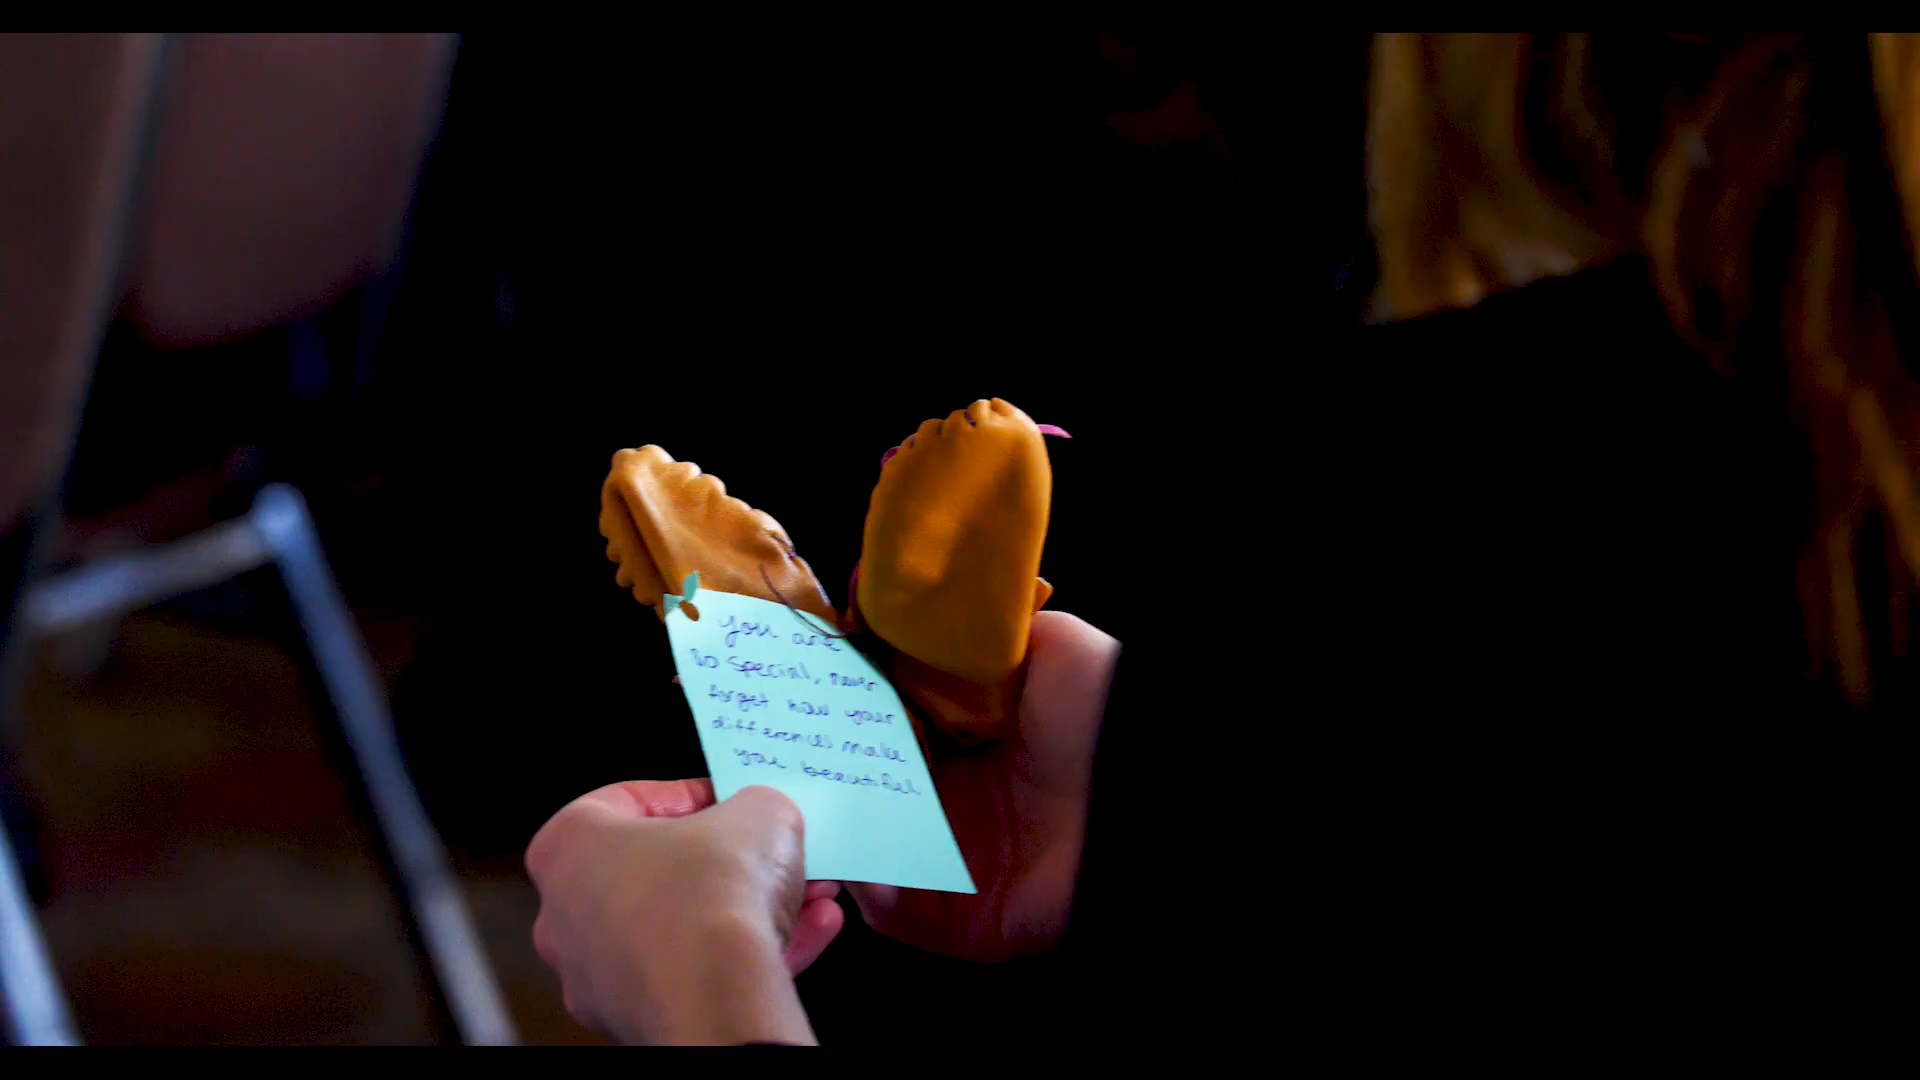 you are
so special, never
forget how your
differences make
you beautiful